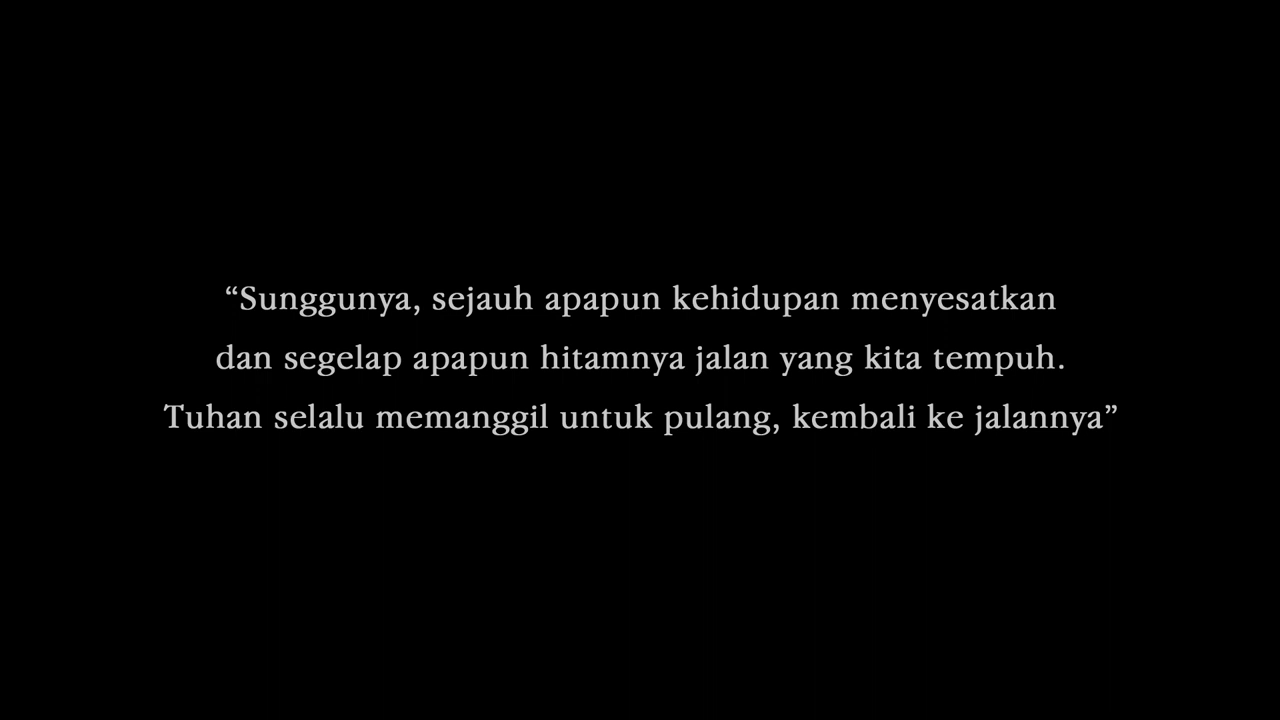 “Sunggunya, sejauh apapun kehidupan menyesatkan
dan segelap apapun hitamnya jalan yang kita tempuh.
Tuhan selalu memanggil untuk pulang, kembali ke jalannya”